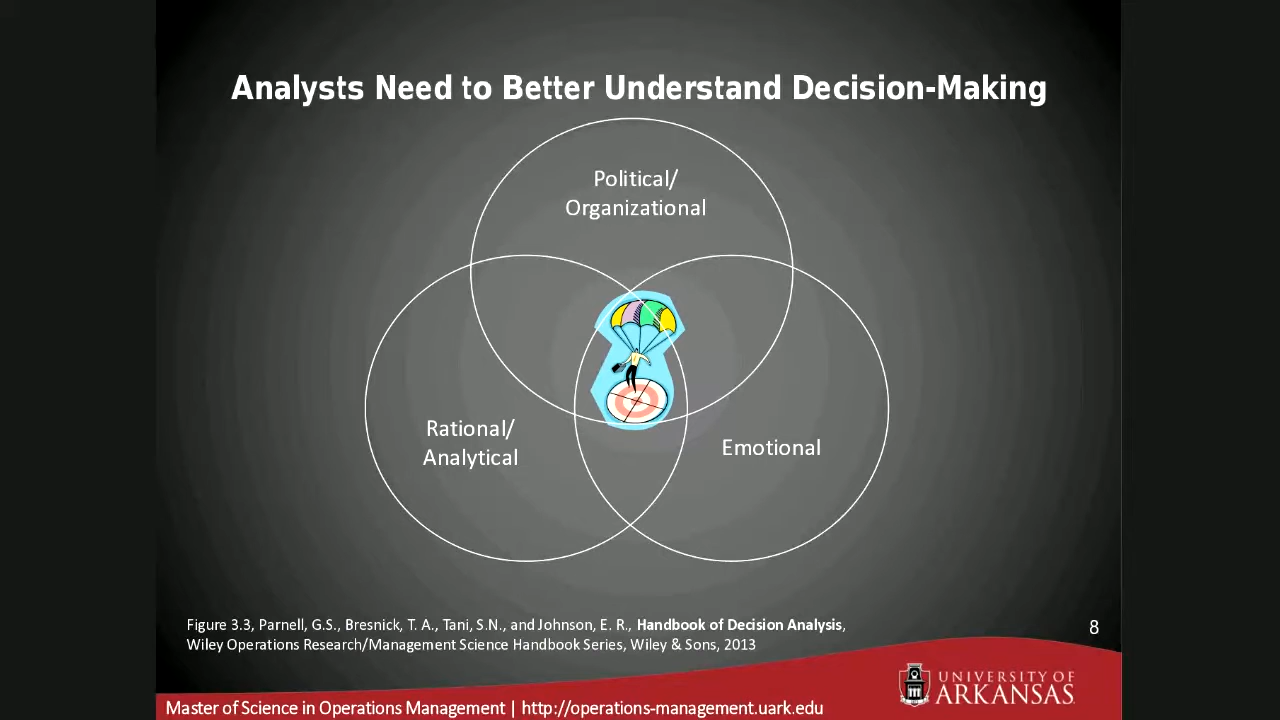 Analysts Need to Better Understand Decision-Making
Political/
Organizational
Rational/
Analytical
Emotional
Figure 3.3, Parnell, G.S., Bresnick, T. A., Tani, S.N., and Johnson, E. R., Handbook of Decision Analysis,
Wiley Operations Research/Management Science Handbook Series, Wiley & Sons, 2013
8
UNIVERSITY OF
ARKANSAS
Master of Science in Operations Management | http://operations-management.uark.edu